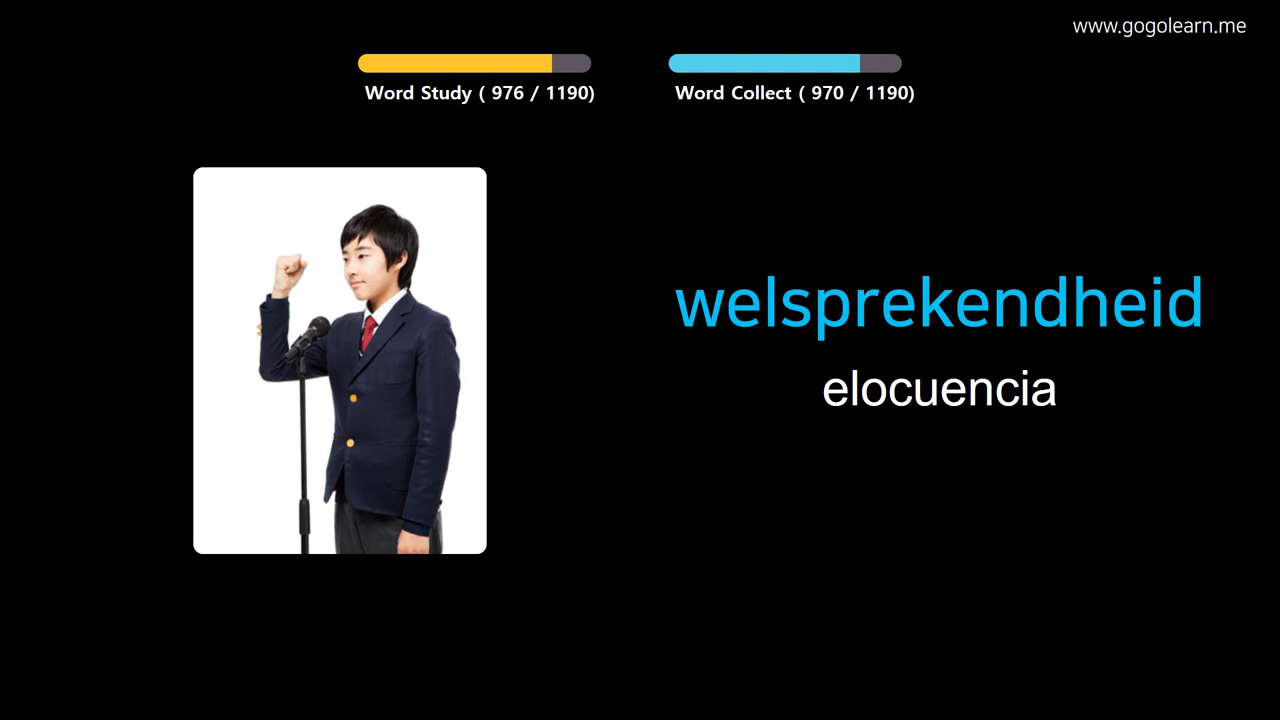 www.gogolearn.me
Word Study ( 976 / 1190)
Word Collect ( 970 / 1190)
welsprekendheid
elocuencia